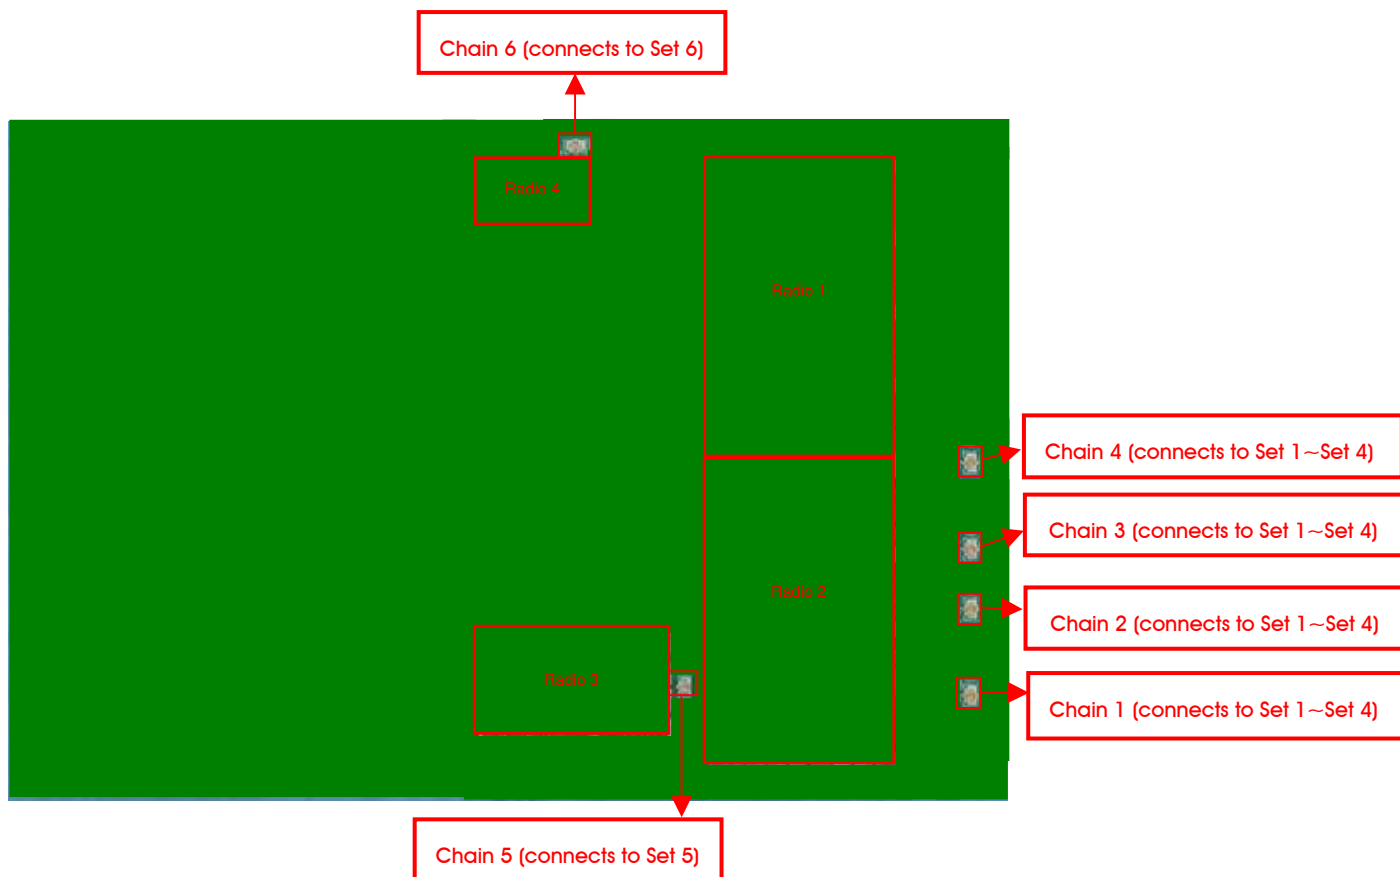 Chain 6 (connects to Set 6)
Radio 4
Radio 1
Chain 4 (connects to Set 1~Set 4)
Chain 3 (connects to Set 1~Set 4)
Radio 2
Chain 2 (connects to Set 1~Set 4)
Radio 3
Chain 1 (connects to Set 1~Set 4)
Chain 5 (connects to Set 5)